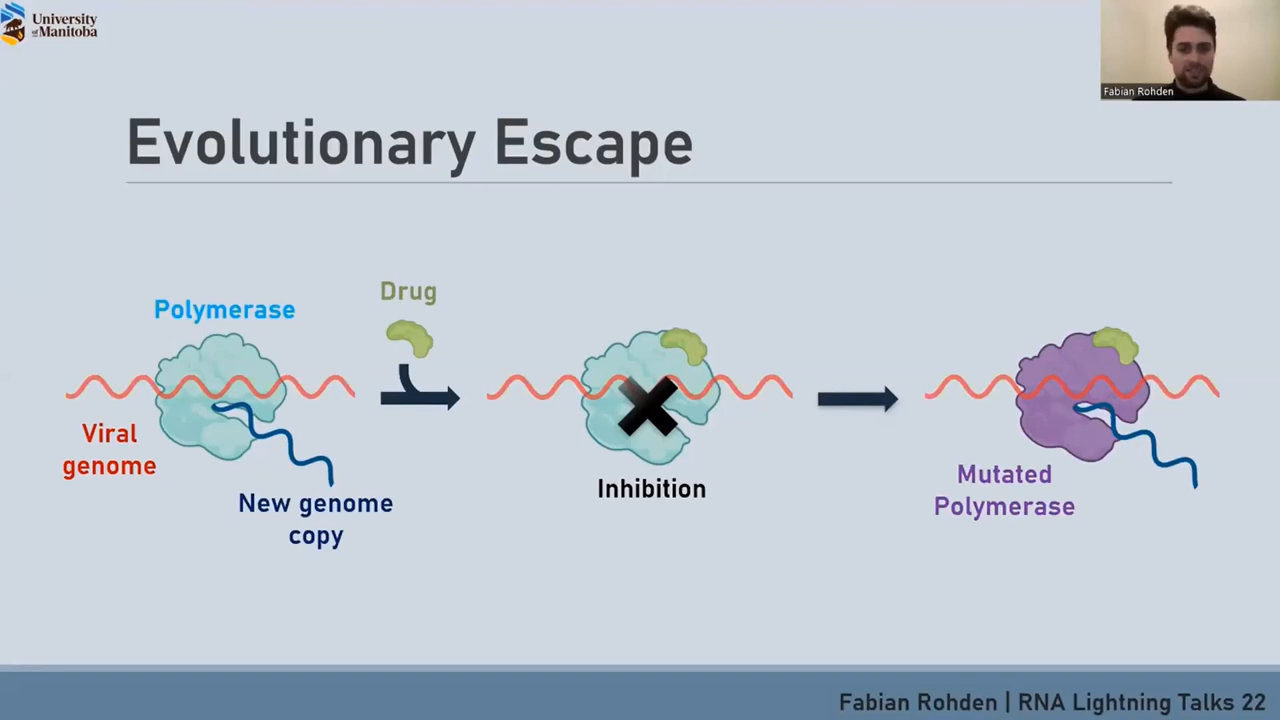 University
of Manitoba
Fabian Rohden
Evolutionary Escape
Polymerase
Drug
Viral
genome
New genome
copy
Inhibition
Mutated
Polymerase
Fabian Rohden | RNA Lightning Talks 22